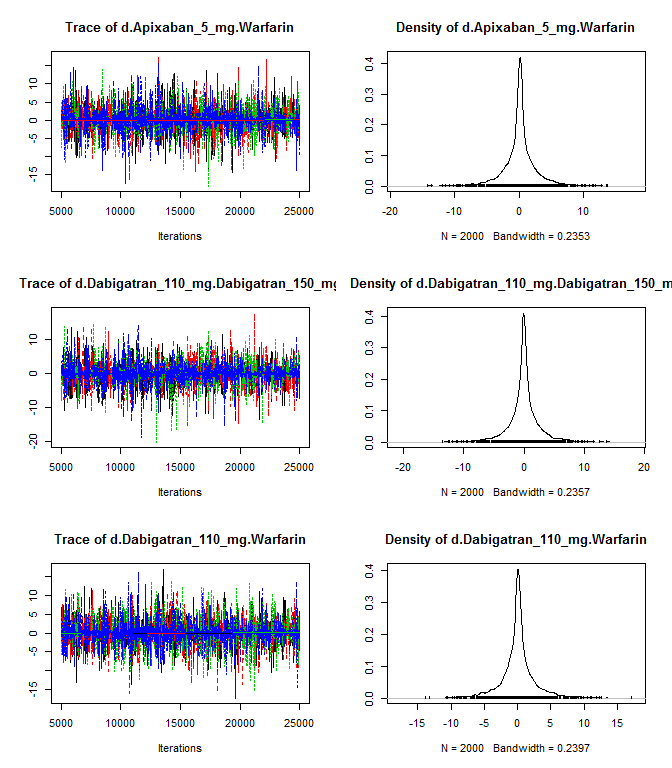 Trace of d.Apixaban_5_mg.Warfarin
10
5
0
-5
-15
5000 10000 15000 20000 25000
Iterations
Density of d.Apixaban_5_mg.Warfarin
0.4
0.3
0.2
0.1
0.0
-20 -10 0 10
N = 2000 Bandwidth = 0.2353
Trace of d.Dabigatran_110_mg.Dabigatran_150_mg
10
0
-10
-20
5000 10000 15000 20000 25000
Iterations
Density of d.Dabigatran_110_mg.Dabigatran_150_m
0.4
0.3
0.2
0.1
0.0
-20 -10 0 10 20
N = 2000 Bandwidth = 0.2357
Trace of d.Dabigatran_110_mg.Warfarin
10
5
0
-5
-15
5000 10000 15000 20000 25000
Iterations
Density of d.Dabigatran_110_mg.Warfarin
0.4
0.3
0.2
0.1
0.0
-15 -10 -5 0 5 10 15
N = 2000 Bandwidth = 0.2397